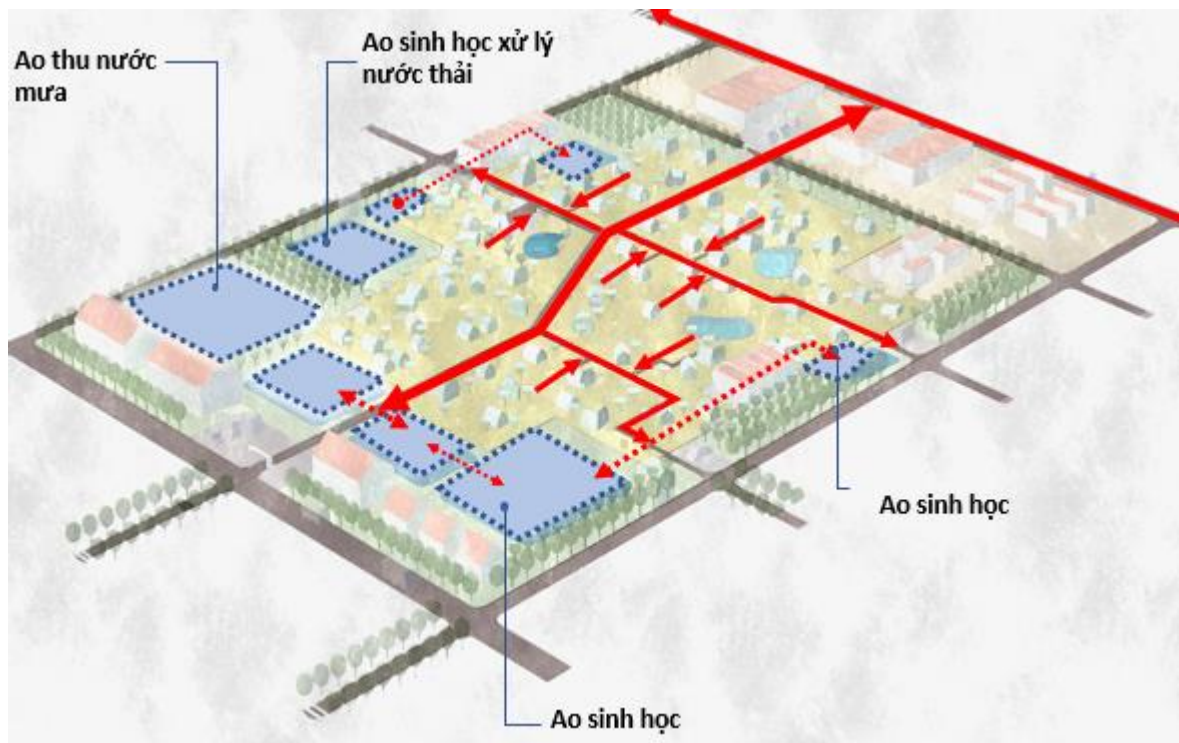 Ao thu nước
mưa
Ao sinh học xử lý
nước thải
Ao sinh học
Ao sinh học